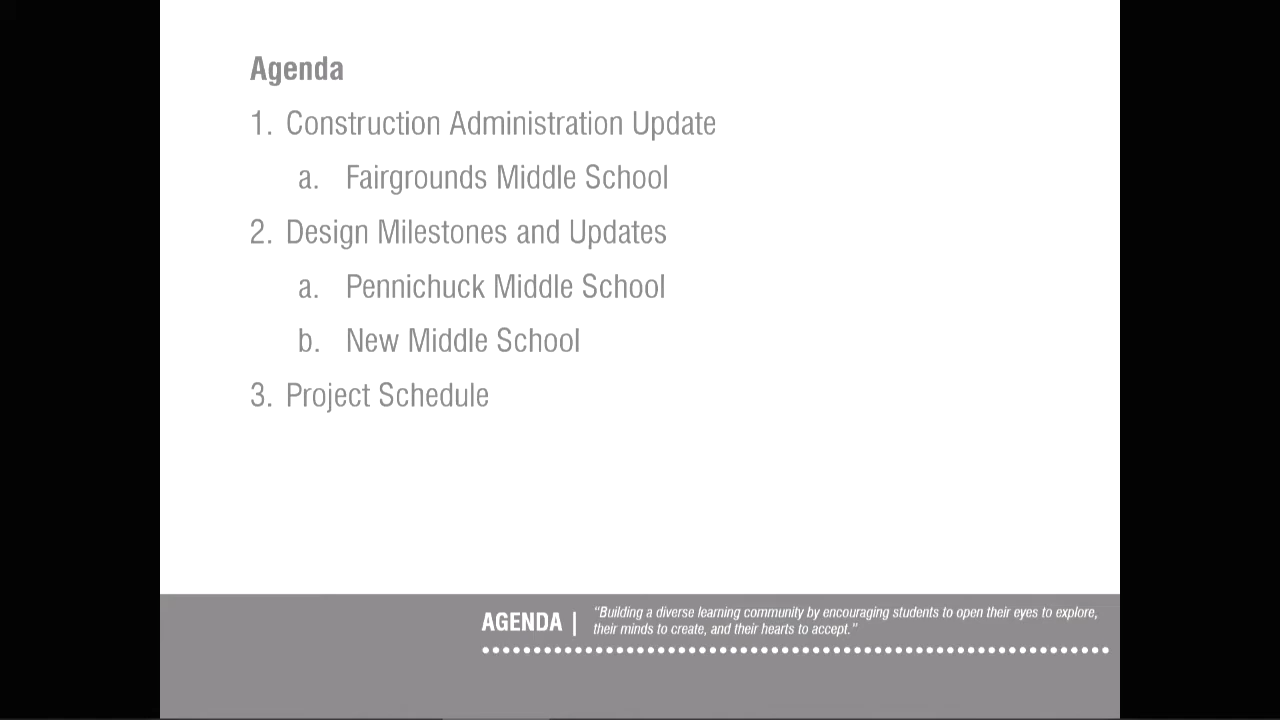 Agenda
1. Construction Administration Update
a. Fairgrounds Middle School
2. Design Milestones and Updates
a. Pennichuck Middle School
b. New Middle School
3. Project Schedule
AGENDA | “Building a diverse learning community by encouraging students to open their eyes to explore,
their minds to create, and their hearts to accept.”